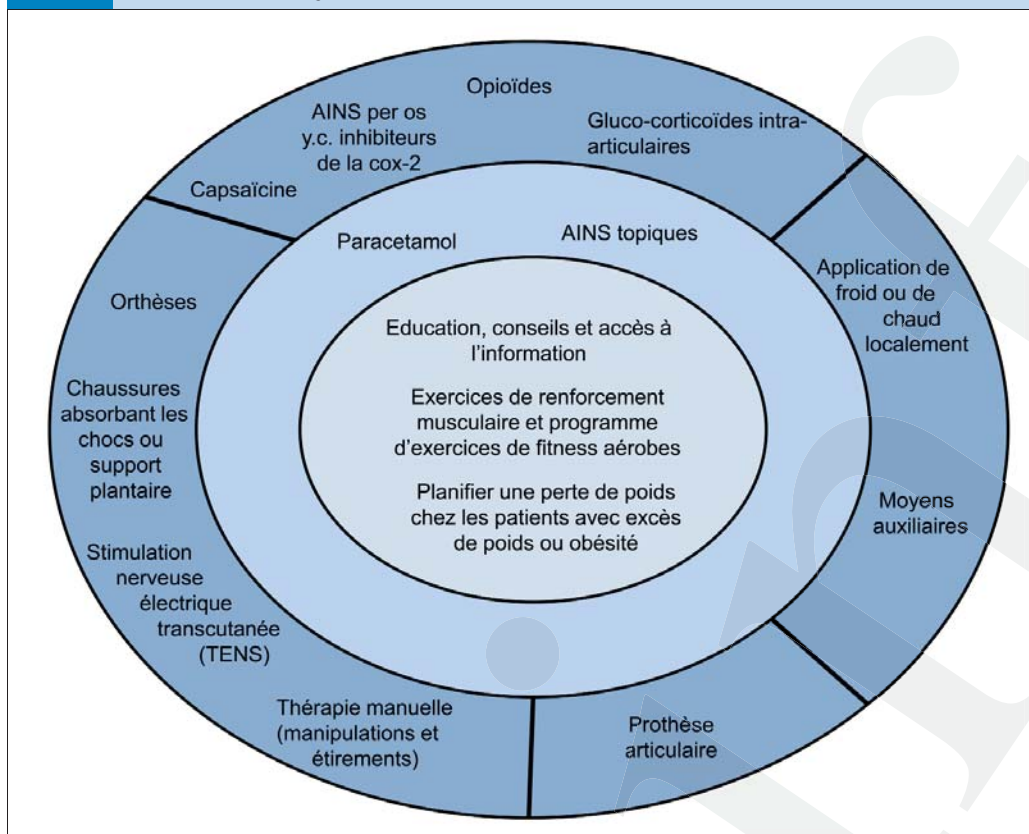 Opioïdes
AINS per os
y.c. inhibiteurs
de la cox-2
Gluco-corticoïdes intra-
articulaires
Capsaïcine
Paracetamol
AINS topiques
Orthèses
Application de
froid ou de
chaud
localement
Education, conseils et accès à
l'information
Exercices de renforcement
musculaire et programme
d'exercices de fitness aérobes
Planifier une perte de poids
chez les patients avec excès
de poids ou obésité
Chaussures
absorbant les
chocs ou
support
plantaire
Moyens
auxiliaires
Stimulation
nerveuse
électrique
transcutanée
(TENS)
Thérapie manuelle
(manipulations et
étirements)
Prothèse
articulaire